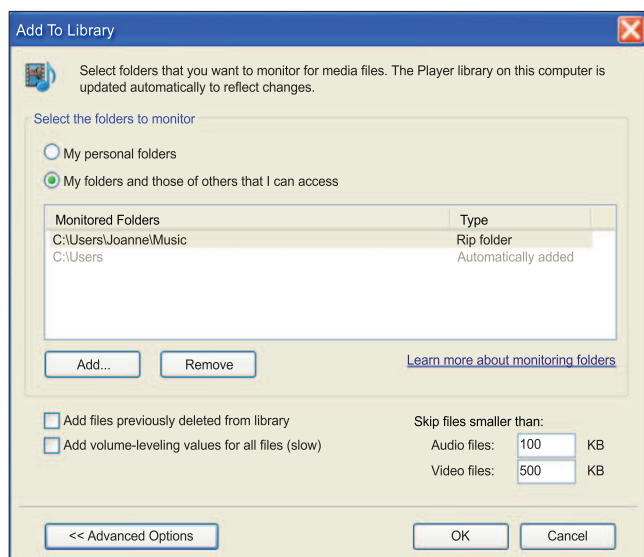 Add To Library
Select folders that you want to monitor for media files. The Player library on this computer is
updated automatically to reflect changes.
Select the folders to monitor
My personal folders
My folders and those of others that I can access
Monitored Folders Type
C:\Users\Joanne\Music Rip folder
C:\Users Automatically added
Add... Remove Learn more about monitoring folders
Add files previously deleted from library Skip files smaller than:
Add volume-leveling values for all files (slow) Audio files: 100 KB
Video files: 500 KB
<< Advanced Options OK Cancel